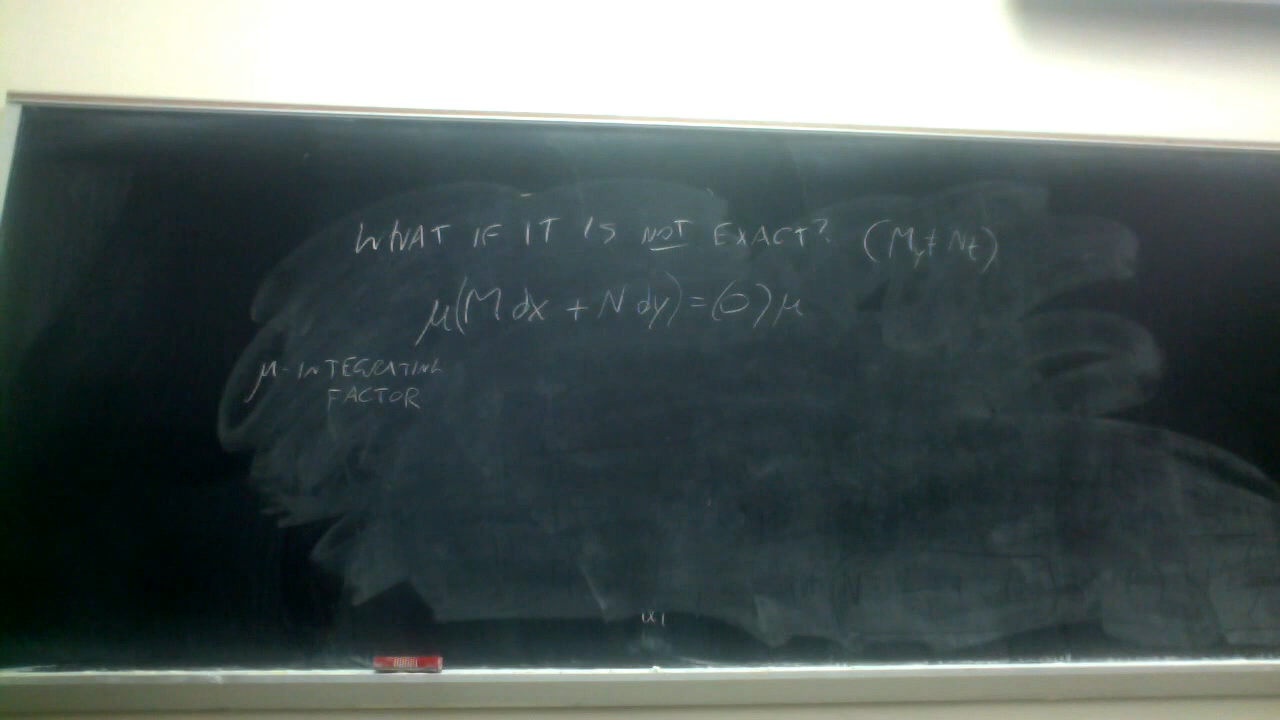 WHAT IF IT IS NOT EXACT? (My ≠ Nt)
μ(M dx + N dy) = (0) μ
μ - INTEGRATING
FACTOR